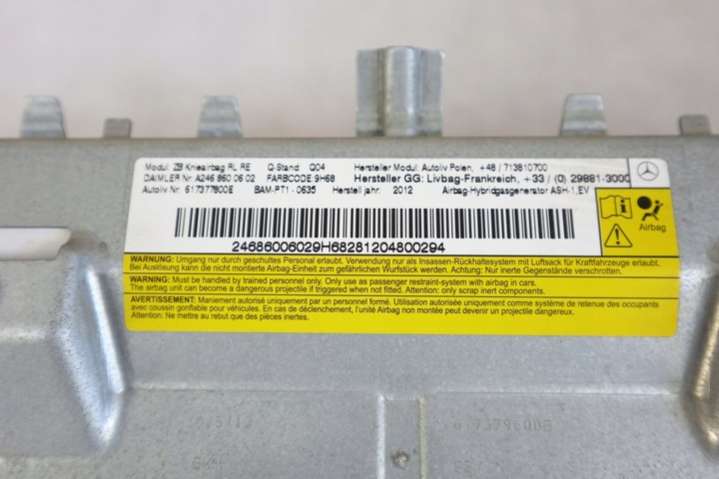 Modul: ZB Knieairbag RL RE Q-Stand: Q04 Hersteller Modul: Autoliv Polen, +48 / 713810700
DAIMLER Nr A246 860 06 02 FARBCODE 9H68 Hersteller GG: Livbag-Frankreich, +33 / (0) 29881-3000
Autoliv Nr: 617377800E BAM-PT1-0635 Herstell jahr: 2012 Airbag-Hybridgasgenerator ASH-1,EV
24686006029H68281204800294
Airbag
WARNUNG: Umgang nur durch geschultes Personal erlaubt. Verwendung nur als Insassen-Rückhaltesystem mit Luftsack für Kraftfahrzeuge erlaubt.
Bei Auslösung kann die nicht montierte Airbag-Einheit zum gefährlichen Wurfstück werden. Achtung: Nur inerte Gegenstände verschrotten.
WARNING: Must be handled by trained personnel only. Only use as passenger restraint-system with airbag in cars.
The airbag unit can become a dangerous projectile if triggered when not fitted. Attention: only scrap inert components.
AVERTISSEMENT: Maniement autorisé uniquement par un personnel formé. Utilisation autorisée uniquement comme système de retenue des occupants
avec coussin gonflable pour véhicules. En cas de déclenchement, l'unité Airbag non montée peut devenir un projectile dangereux.
Attention: Ne mettre au rebut que des pièces inertes.